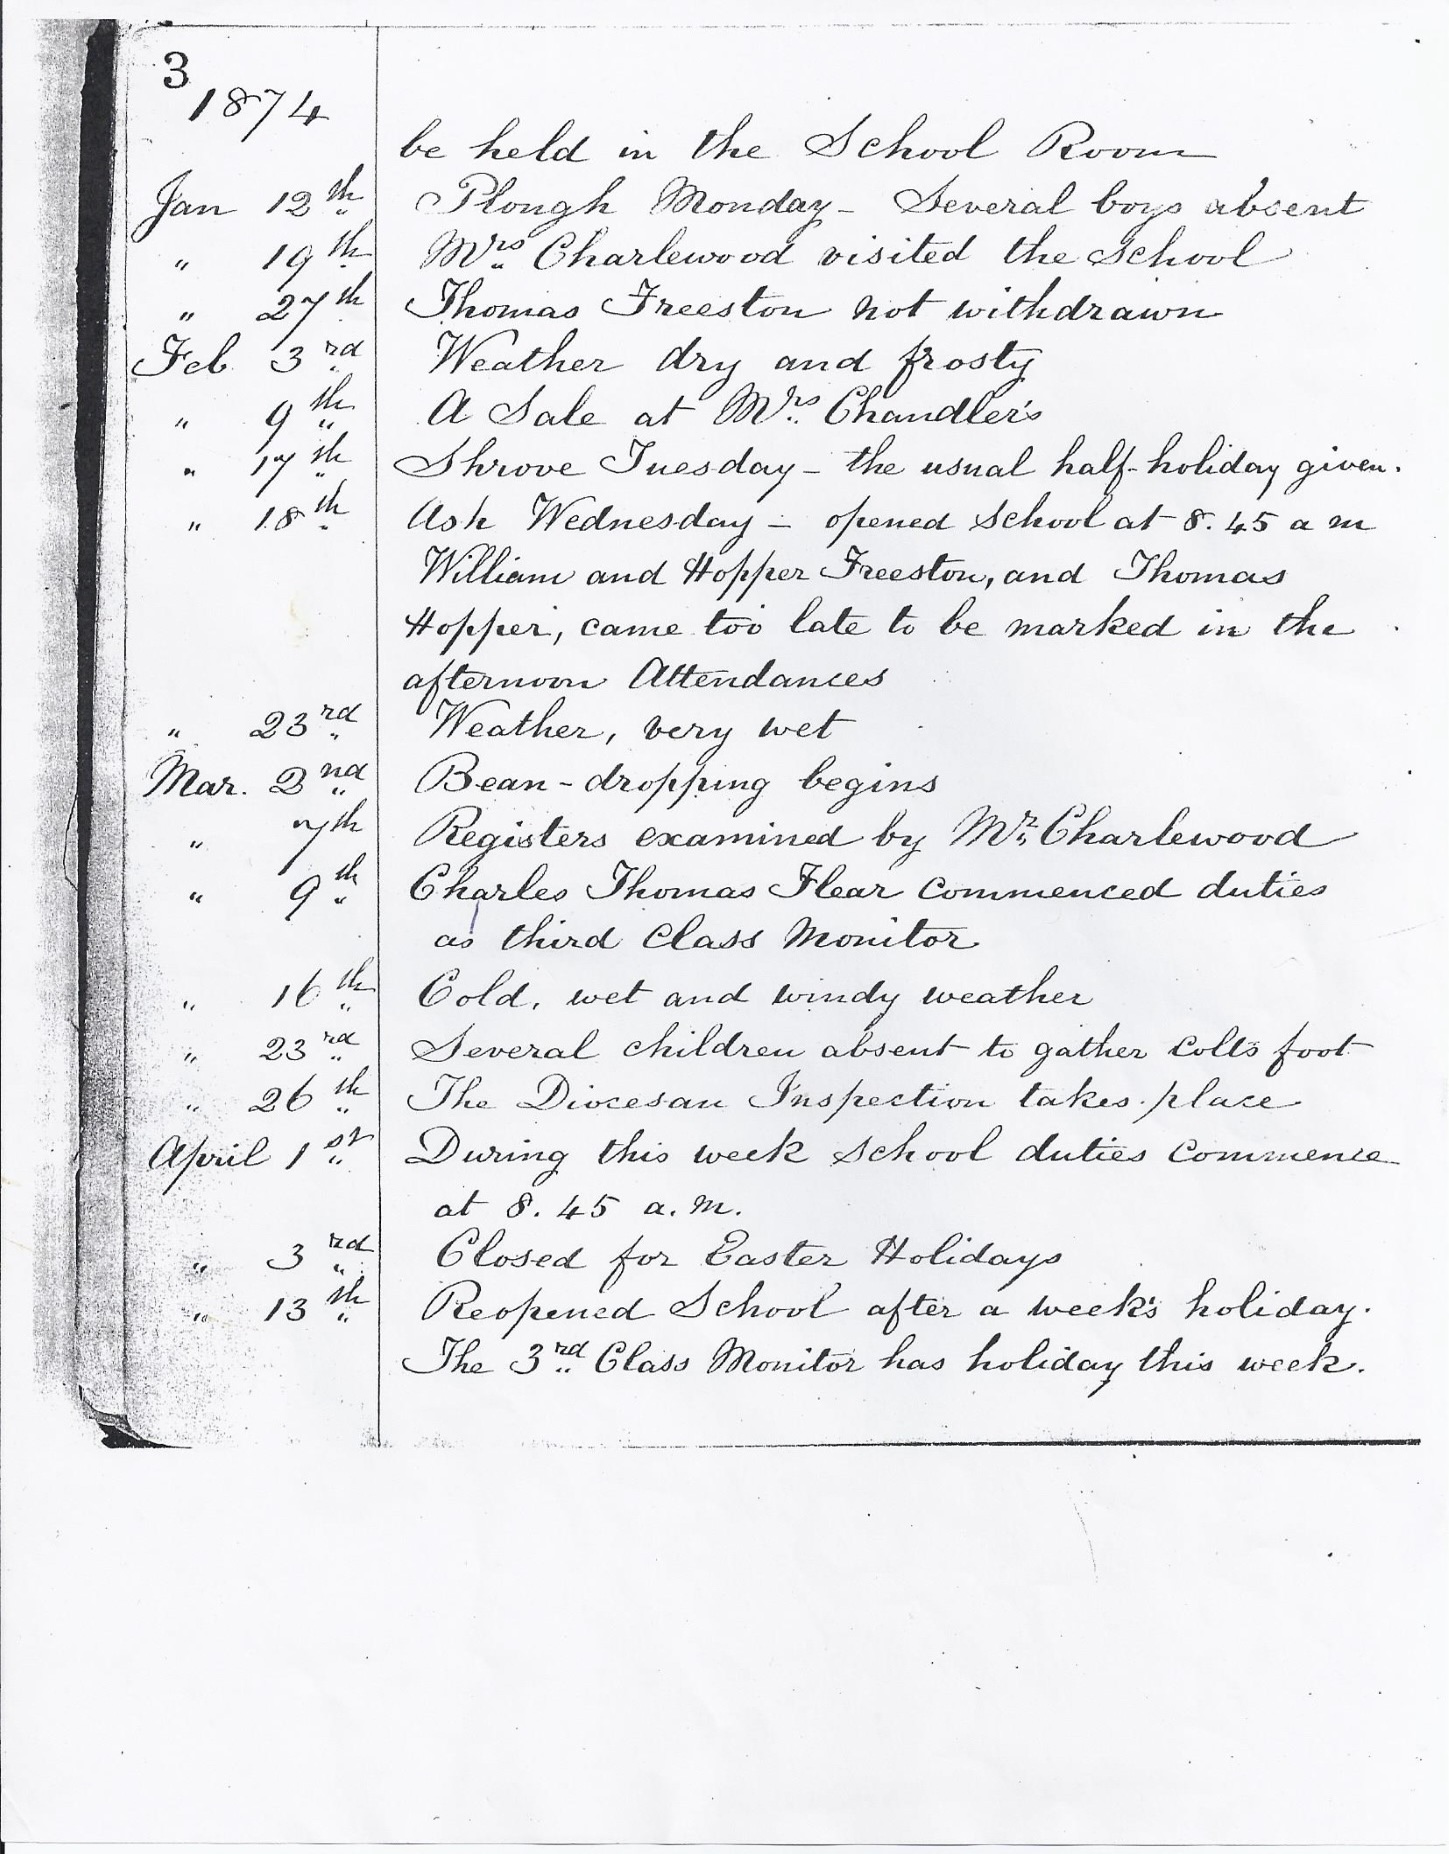 3
1874
be held in the School Room
Jan 12th Plough Monday - Several boys absent
" 19th Mrs Charlewood visited the School
" 27th Thomas Freeston not withdrawn
Feb 3rd Weather dry and frosty
" 9th A Sale at Mrs Chandler's
" 17th Shrove Tuesday - the usual half-holiday given.
" 18th Ash Wednesday - opened School at 8.45 a m
William and Hopper Freeston, and Thomas
Hopper, came too late to be marked in the
afternoon Attendances
" 23rd Weather, very wet
Mar. 2nd Bean-dropping begins
" 7th Registers examined by Mr Charlewood
" 9th Charles Thomas Flear commenced duties
as third Class Monitor
" 16th Cold, wet and windy weather
" 23rd Several children absent to gather colts foot
" 26th The Diocesan Inspection takes place
April 1st During this week School duties commence
at 8.45 a.m.
" 3rd Closed for Easter Holidays
" 13th Reopened School after a week's holiday.
The 3rd Class Monitor has holiday this week.